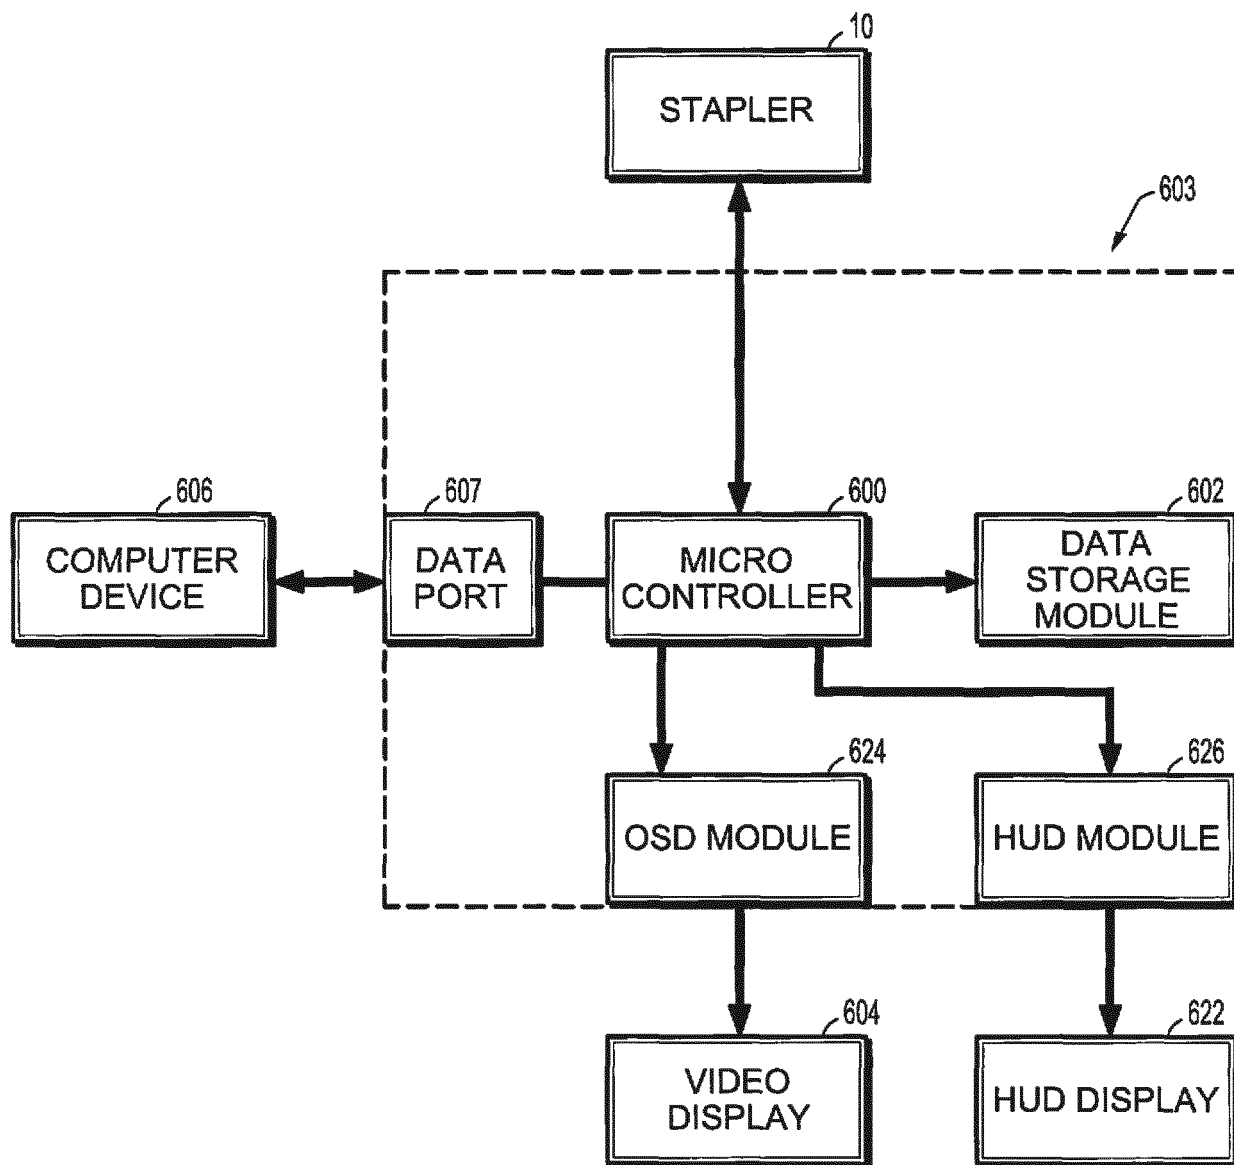 10
STAPLER
603
606
607
600
602
COMPUTER
DEVICE
DATA
PORT
MICRO
CONTROLLER
DATA
STORAGE
MODULE
624
626
OSD MODULE
HUD MODULE
604
622
VIDEO
DISPLAY
HUD DISPLAY